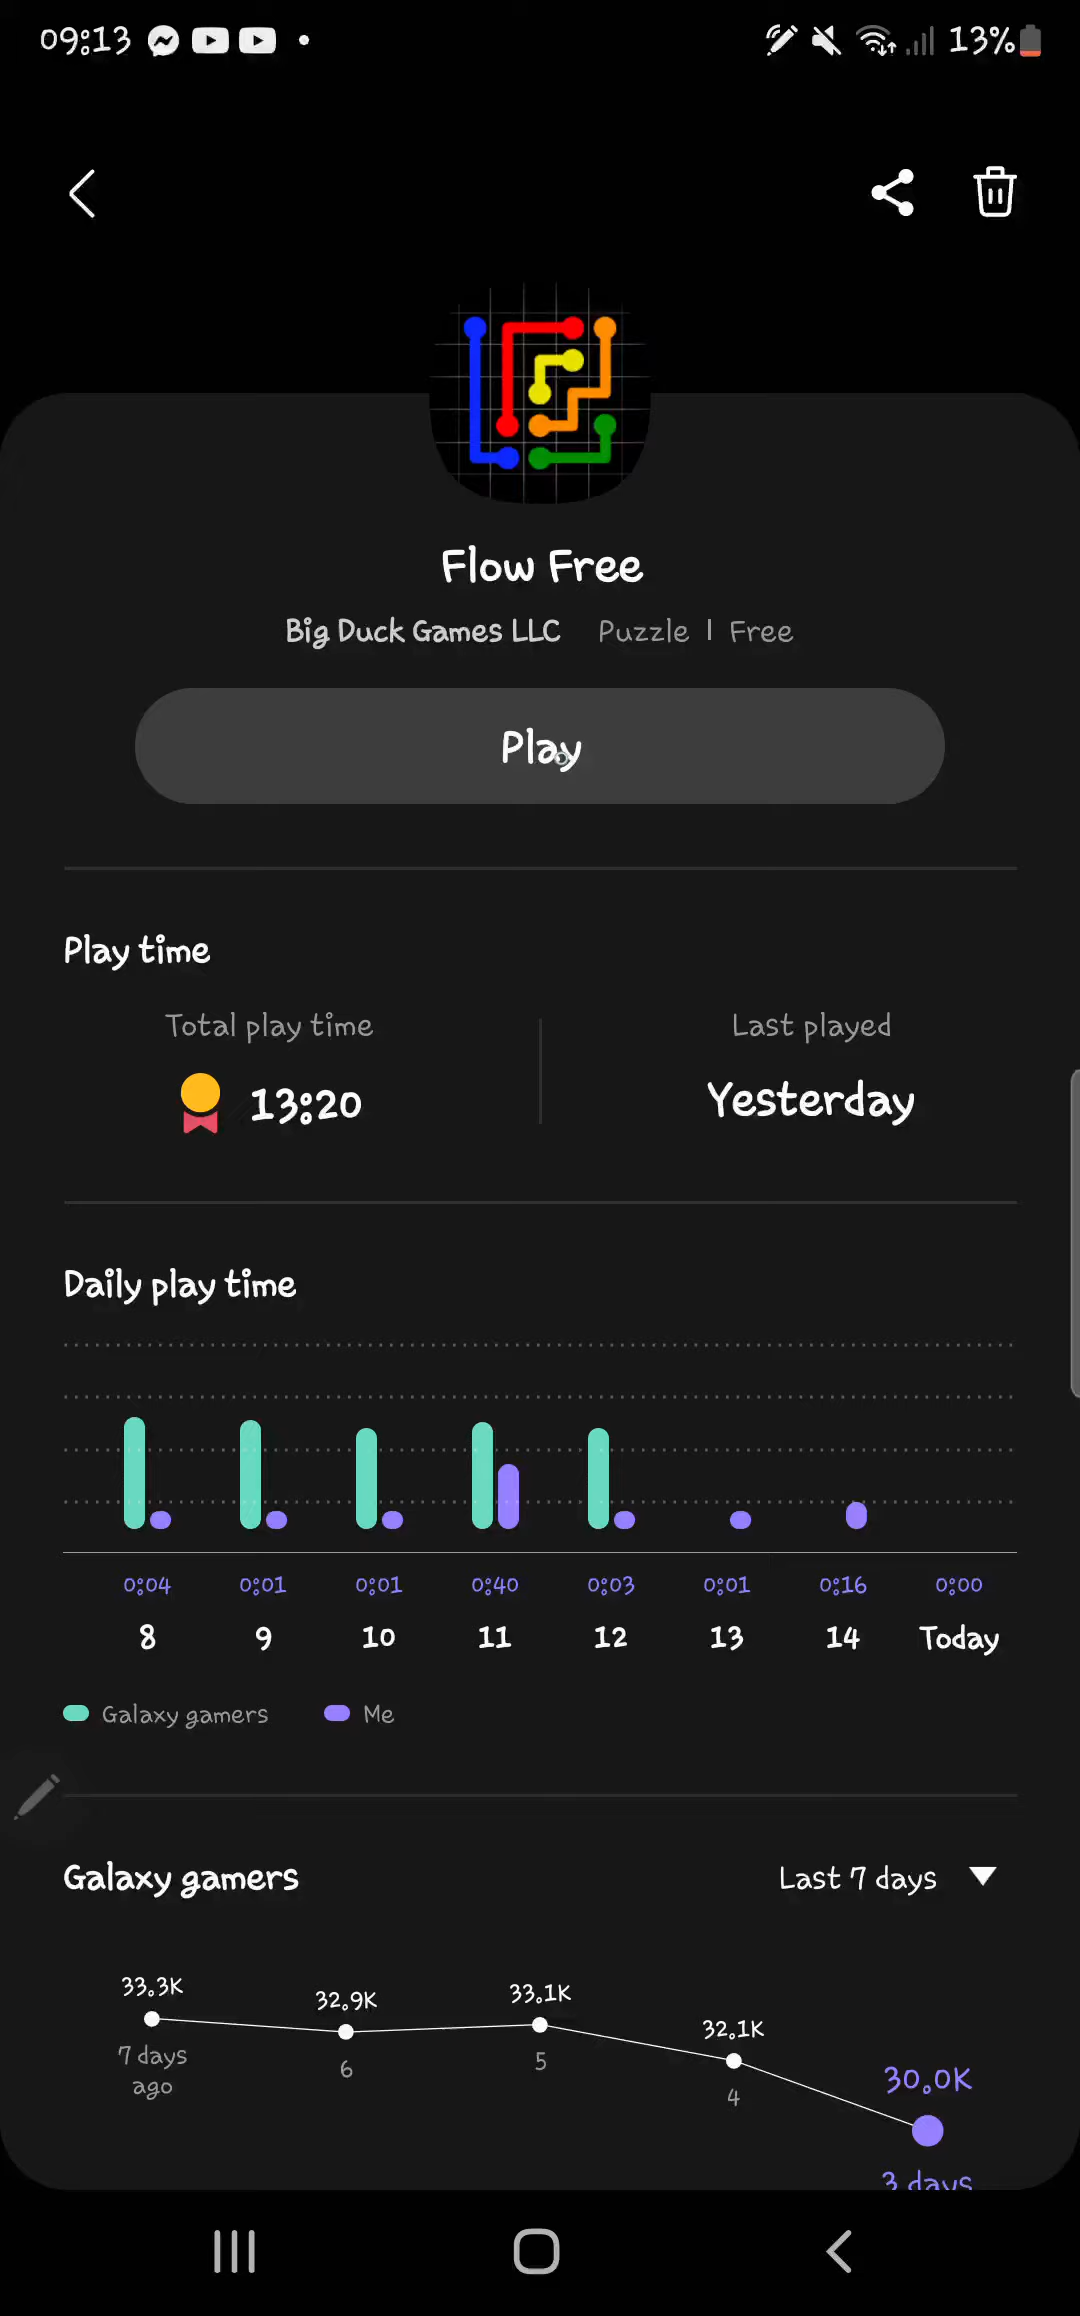 09:13 13%
Flow Free
Big Duck Games LLC Puzzle | Free
Play
Play time
Total play time Last played
13:20 Yesterday
Daily play time
0:04 0:01 0:01 0:40 0:03 0:01 0:16 0:00
8 9 10 11 12 13 14 Today
Galaxy gamers Me
Galaxy gamers Last 7 days
33.3K 32.9K 33.1K 32.1K 30.0K
7 days ago 6 5 4 3 days